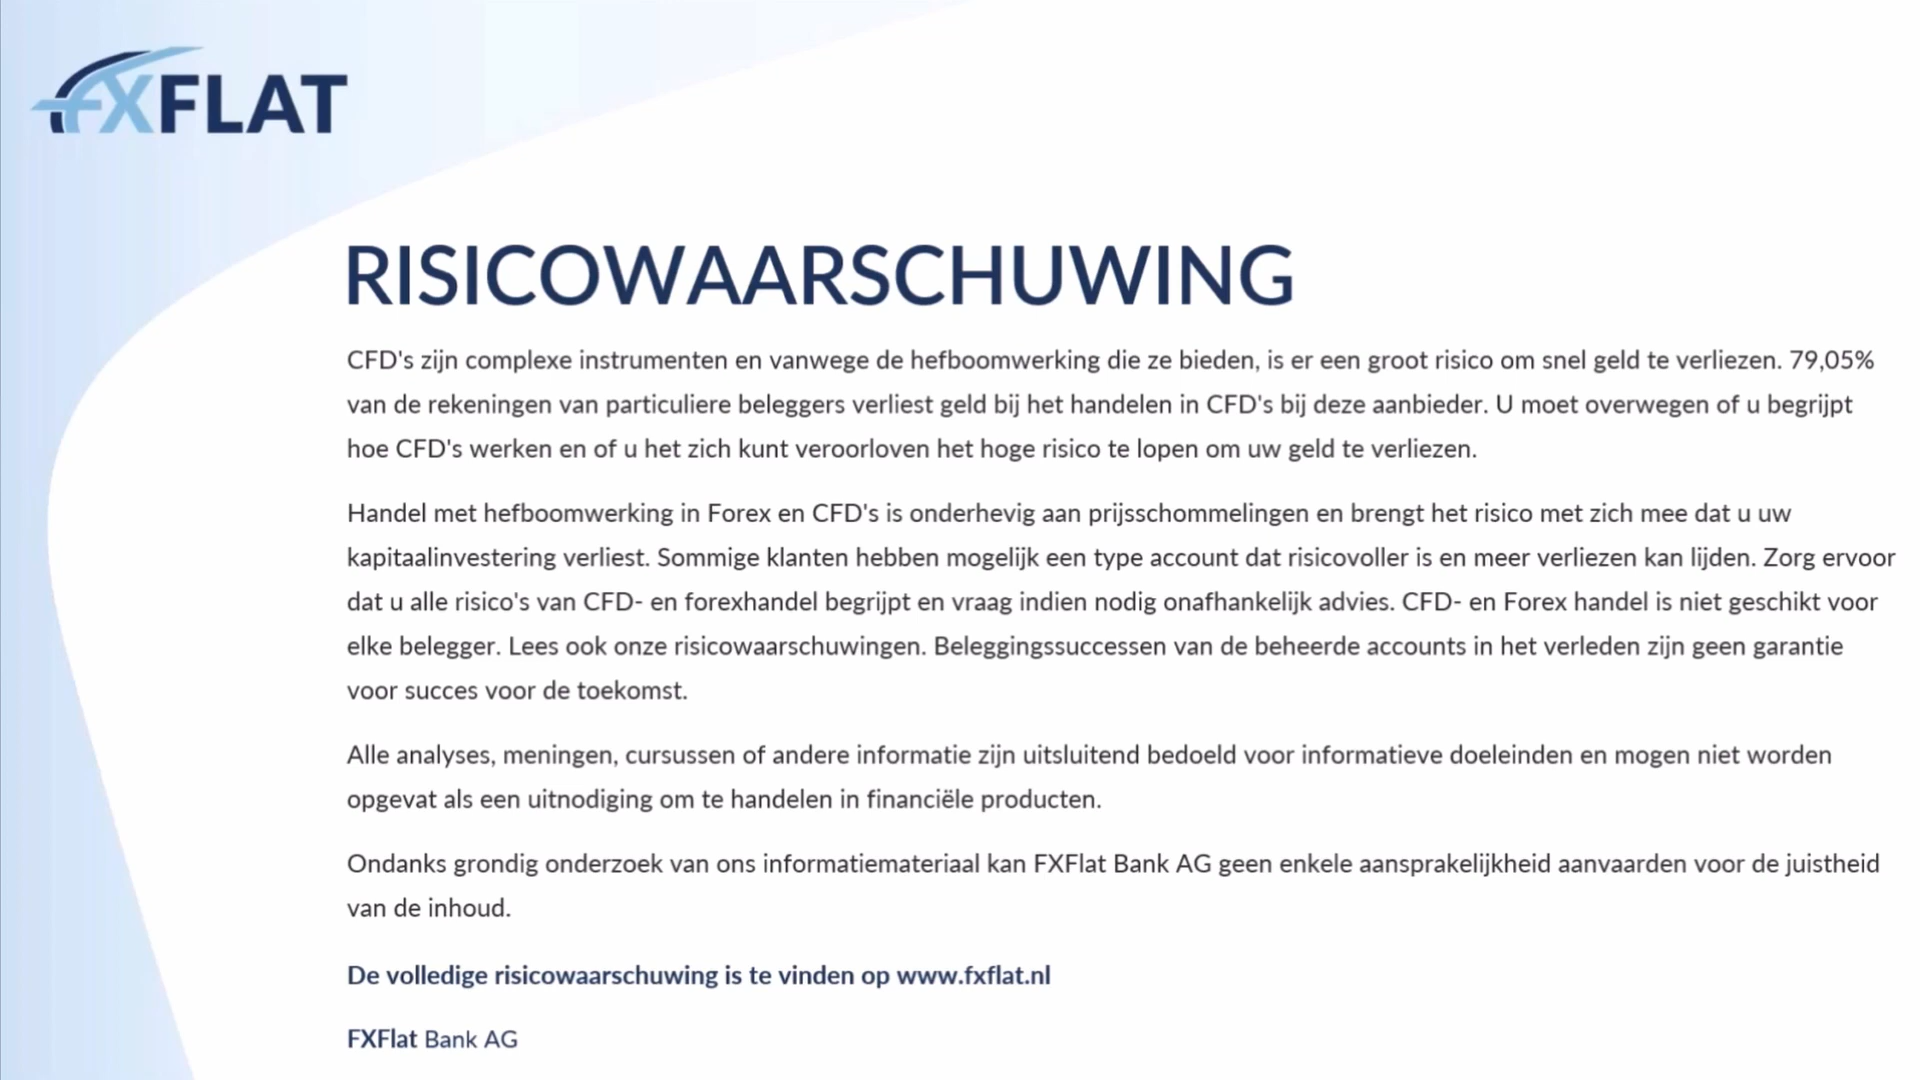 FXFLAT
RISICOWAARSCHUWING
CFD's zijn complexe instrumenten en vanwege de hefboomwerking die ze bieden, is er een groot risico om snel geld te verliezen. 79,05%
van de rekeningen van particuliere beleggers verliest geld bij het handelen in CFD's bij deze aanbieder. U moet overwegen of u begrijpt
hoe CFD's werken en of u het zich kunt veroorloven het hoge risico te lopen om uw geld te verliezen.
Handel met hefboomwerking in Forex en CFD's is onderhevig aan prijsschommelingen en brengt het risico met zich mee dat u uw
kapitaalinvestering verliest. Sommige klanten hebben mogelijk een type account dat risicovoller is en meer verliezen kan lijden. Zorg ervoor
dat u alle risico's van CFD- en forexhandel begrijpt en vraag indien nodig onafhankelijk advies. CFD- en Forex handel is niet geschikt voor
elke belegger. Lees ook onze risicowaarschuwingen. Beleggingssuccessen van de beheerde accounts in het verleden zijn geen garantie
voor succes voor de toekomst.
Alle analyses, meningen, cursussen of andere informatie zijn uitsluitend bedoeld voor informatieve doeleinden en mogen niet worden
opgevat als een uitnodiging om te handelen in financiële producten.
Ondanks grondig onderzoek van ons informatiemateriaal kan FXFlat Bank AG geen enkele aansprakelijkheid aanvaarden voor de juistheid
van de inhoud.
De volledige risicowaarschuwing is te vinden op www.fxflat.nl
FXFlat Bank AG